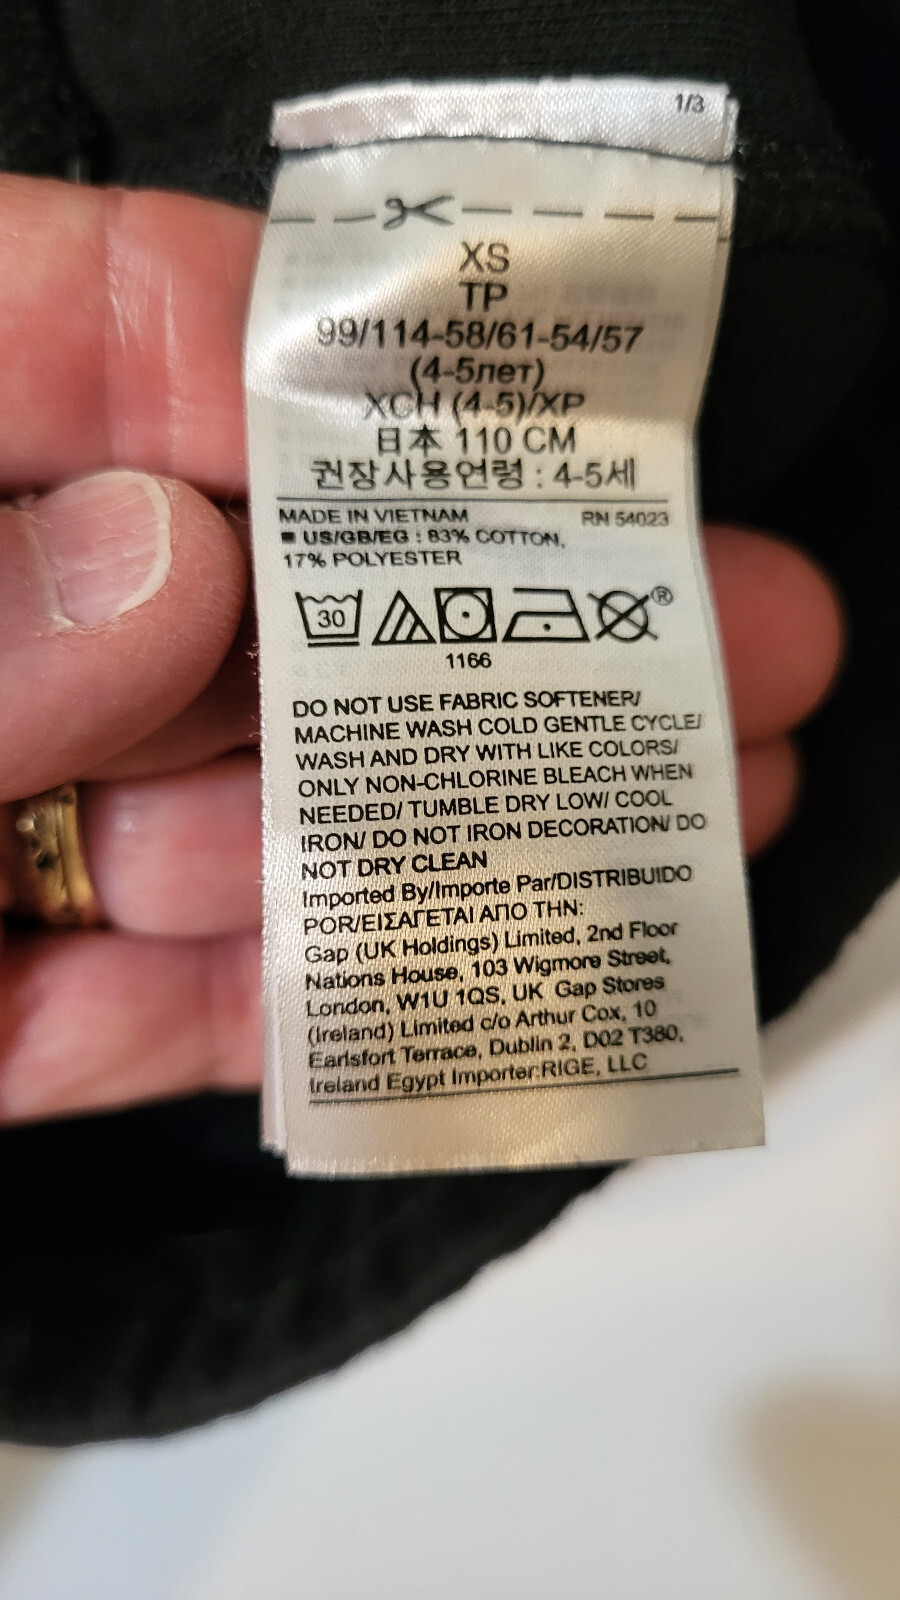 1/3
XS
TP
99/114-58/61-54/57
(4-5лет)
XCH (4-5)/XP
日本 110 CM
권장사용연령 : 4-5세
MADE IN VIETNAM RN 54023
■ US/GB/EG : 83% COTTON,
17% POLYESTER
30
®
1166
DO NOT USE FABRIC SOFTENER/
MACHINE WASH COLD GENTLE CYCLE/
WASH AND DRY WITH LIKE COLORS/
ONLY NON-CHLORINE BLEACH WHEN
NEEDED/ TUMBLE DRY LOW/ COOL
IRON/ DO NOT IRON DECORATION/ DO
NOT DRY CLEAN
Imported By/Importe Par/DISTRIBUIDO
POR/ΕΙΣΑΓΕΤΑΙ ΑΠΟ ΤΗΝ:
Gap (UK Holdings) Limited, 2nd Floor
Nations House, 103 Wigmore Street,
London, W1U 1QS, UK Gap Stores
(Ireland) Limited c/o Arthur Cox, 10
Earlsfort Terrace, Dublin 2, D02 T380,
Ireland Egypt Importer:RIGE, LLC